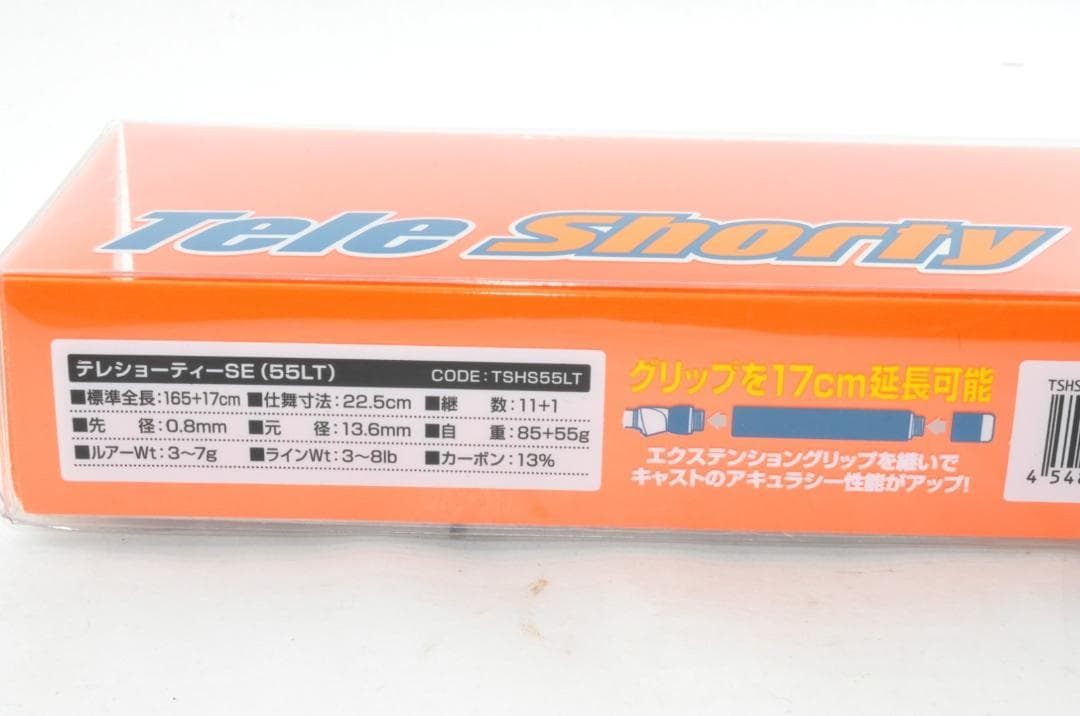 Tele Shorty
テレショーティーSE(55LT) CODE:TSHS55LT
■標準全長:165+17cm ■仕舞寸法:22.5cm ■継 数:11+1
■先 径:0.8mm ■元 径:13.6mm ■自 重:85+55g
■ルアーWt:3~7g ■ラインWt:3~8lb ■カーボン:13%
グリップを17cm延長可能
エクステンショングリップを継いで
キャストのアキュラシー性能がアップ!
TSHS
4 548